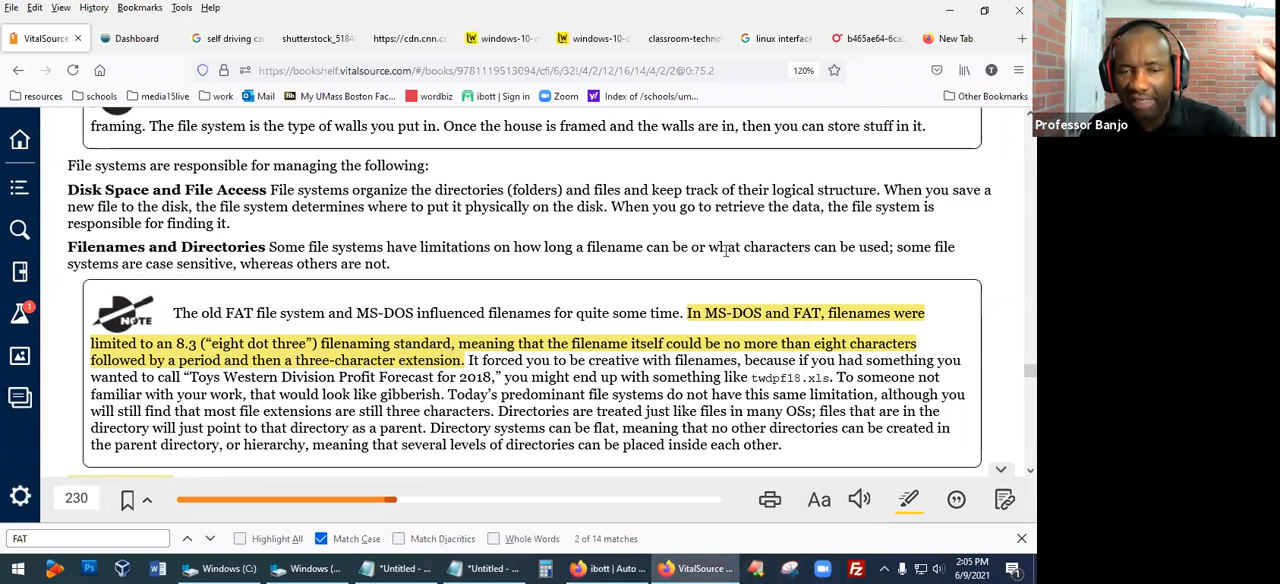 File Edit View History Bookmarks Tools Help
VitalSource: Dashboard self driving ca shutterstock_5184 https://cdn.cnn.c windows-10-c windows-10- classroom-techno linux interface b465ae64-6ca New Tab
https://bookshelf.vitalsource.com/#/books/9781119513094/cfi/6/32!/4/2/12/16/14/4/2/2@0:75.2 120%
resources schools media15live work Mail My UMass Boston Fac... wordbiz ibott | Sign in Zoom Index of /schools/um... Other Bookmarks
Professor Banjo
framing. The file system is the type of walls you put in. Once the house is framed and the walls are in, then you can store stuff in it.
File systems are responsible for managing the following:
Disk Space and File Access File systems organize the directories (folders) and files and keep track of their logical structure. When you save a
new file to the disk, the file system determines where to put it physically on the disk. When you go to retrieve the data, the file system is
responsible for finding it.
Filenames and Directories Some file systems have limitations on how long a filename can be or what characters can be used; some file
systems are case sensitive, whereas others are not.
NOTE The old FAT file system and MS-DOS influenced filenames for quite some time. In MS-DOS and FAT, filenames were
limited to an 8.3 (“eight dot three”) filenaming standard, meaning that the filename itself could be no more than eight characters
followed by a period and then a three-character extension. It forced you to be creative with filenames, because if you had something you
wanted to call “Toys Western Division Profit Forecast for 2018,” you might end up with something like twdpf18.xls. To someone not
familiar with your work, that would look like gibberish. Today’s predominant file systems do not have this same limitation, although you
will still find that most file extensions are still three characters. Directories are treated just like files in many OSs; files that are in the
directory will just point to that directory as a parent. Directory systems can be flat, meaning that no other directories can be created in
the parent directory, or hierarchy, meaning that several levels of directories can be placed inside each other.
230 Aa
FAT Highlight All Match Case Match Diacritics Whole Words 2 of 14 matches
Windows (C:) Windows (... *Untitled - ... *Untitled - ... ibott | Auto ... VitalSource ... 2:05 PM
6/9/2021